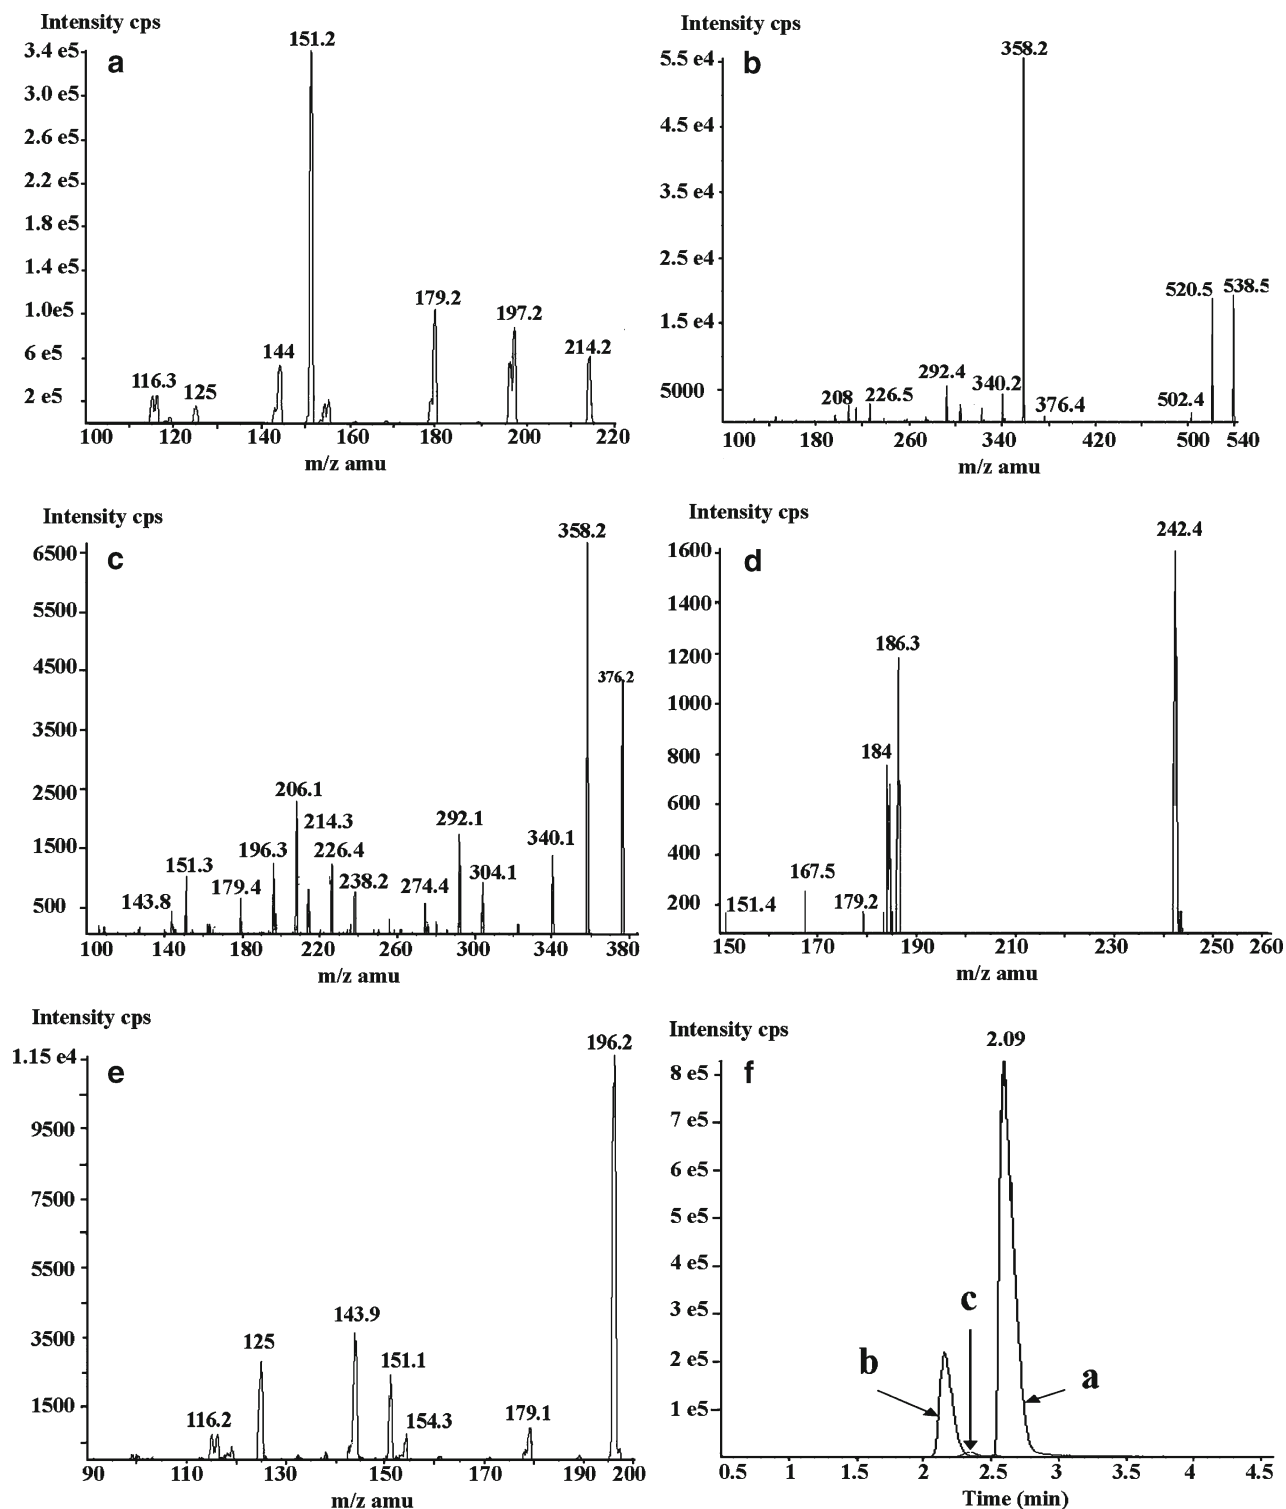 Intensity cps
a
3.4 e5
3.0 e5
2.6 e5
2.2 e5
1.8 e5
1.4 e5
1.0e5
6 e5
2 e5
151.2
179.2
197.2
214.2
144
116.3
125
100 120 140 160 180 200 220
m/z amu
Intensity cps
b
5.5 e4
4.5 e4
3.5 e4
2.5 e4
1.5 e4
5000
358.2
520.5
538.5
292.4
340.2
208
226.5
376.4
502.4
100 180 260 340 420 500 540
m/z amu
Intensity cps
c
6500
5500
4500
3500
2500
1500
500
358.2
376.2
206.1
214.3
292.1
340.1
196.3
226.4
151.3
179.4
238.2
274.4
304.1
143.8
100 140 180 220 260 300 340 380
m/z amu
Intensity cps
d
1600
1400
1200
1000
800
600
400
200
242.4
186.3
184
167.5
151.4
179.2
150 170 190 210 230 250 260
m/z amu
Intensity cps
e
1.15 e4
9500
7500
5500
3500
1500
196.2
143.9
125
151.1
116.2
154.3
179.1
90 110 130 150 170 190 200
m/z amu
Intensity cps
f
8 e5
7 e5
6 e5
5 e5
4 e5
3 e5
2 e5
1 e5
2.09
c
b
a
0.5 1 1.5 2 2.5 3 3.5 4 4.5
Time (min)